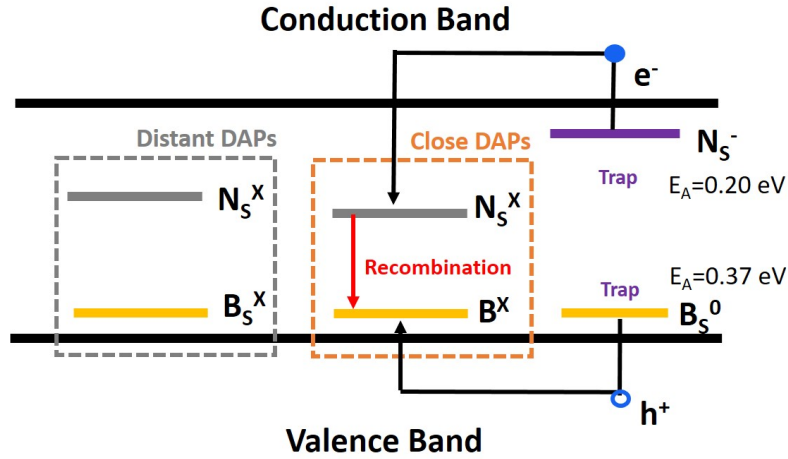 Conduction Band
e-
Distant DAPs
Close DAPs
NS-
Trap
EA=0.20 eV
NSX
NSX
Recombination
EA=0.37 eV
Trap
BSX
BX
BS0
h+
Valence Band